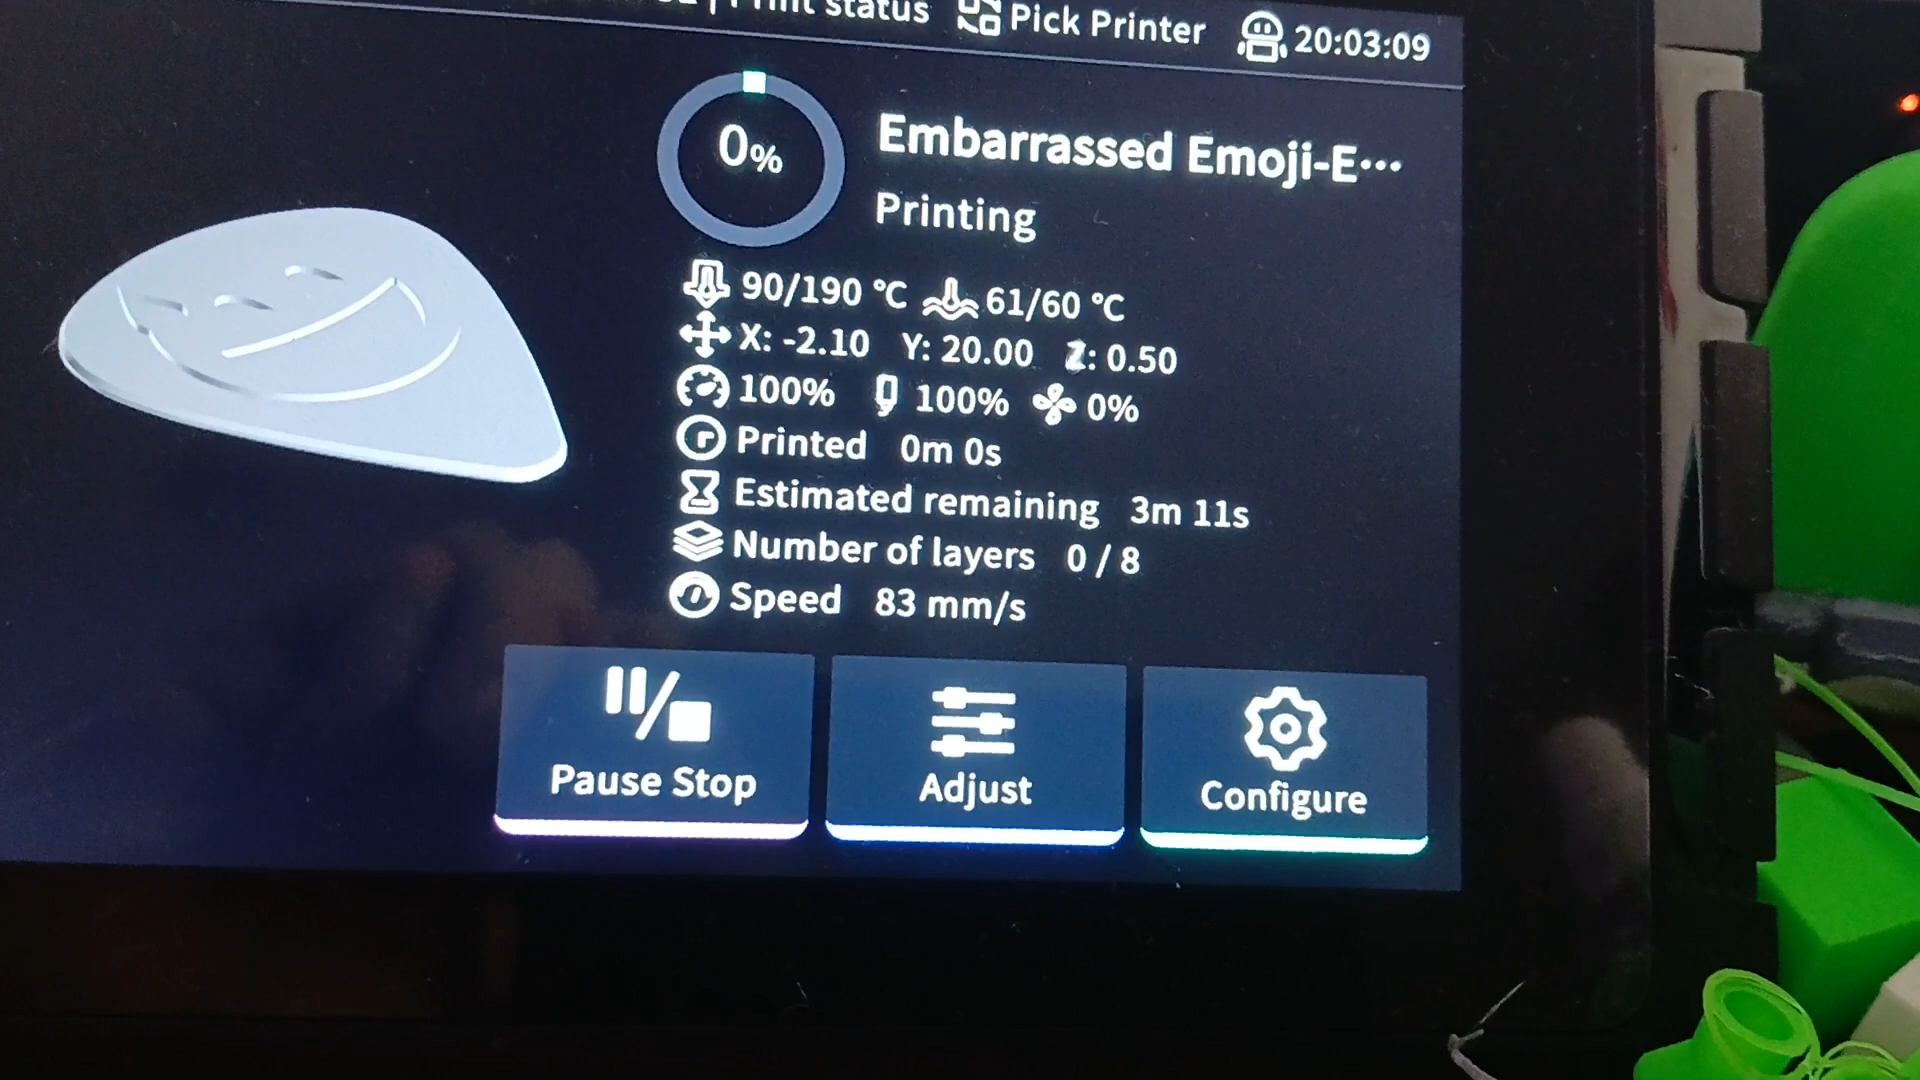 Print status Pick Printer 20:03:09
0%
Embarrassed Emoji-E...
Printing
90/190 °C 61/60 °C
X: -2.10 Y: 20.00 Z: 0.50
100% 100% 0%
Printed 0m 0s
Estimated remaining 3m 11s
Number of layers 0 / 8
Speed 83 mm/s
Pause Stop Adjust Configure